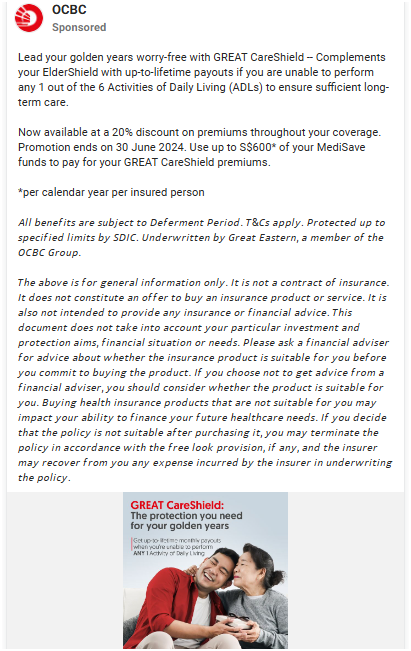 OCBC
Sponsored
Lead your golden years worry-free with GREAT CareShield – Complements
your ElderShield with up-to-lifetime payouts if you are unable to perform
any 1 out of the 6 Activities of Daily Living (ADLs) to ensure sufficient long-
term care.
Now available at a 20% discount on premiums throughout your coverage.
Promotion ends on 30 June 2024. Use up to S$600* of your MediSave
funds to pay for your GREAT CareShield premiums.
*per calendar year per insured person
All benefits are subject to Deferment Period. T&Cs apply. Protected up to
specified limits by SDIC. Underwritten by Great Eastern, a member of the
OCBC Group.
The above is for general information only. It is not a contract of insurance.
It does not constitute an offer to buy an insurance product or service. It is
also not intended to provide any insurance or financial advice. This
document does not take into account your particular investment and
protection aims, financial situation or needs. Please ask a financial adviser
for advice about whether the insurance product is suitable for you before
you commit to buying the product. If you choose not to get advice from a
financial adviser, you should consider whether the product is suitable for
you. Buying health insurance products that are not suitable for you may
impact your ability to finance your future healthcare needs. If you decide
that the policy is not suitable after purchasing it, you may terminate the
policy in accordance with the free look provision, if any, and the insurer
may recover from you any expense incurred by the insurer in underwriting
the policy.
GREAT CareShield:
The protection you need
for your golden years
Get up-to-lifetime monthly payouts
when you're unable to perform
ANY 1 Activity of Daily Living